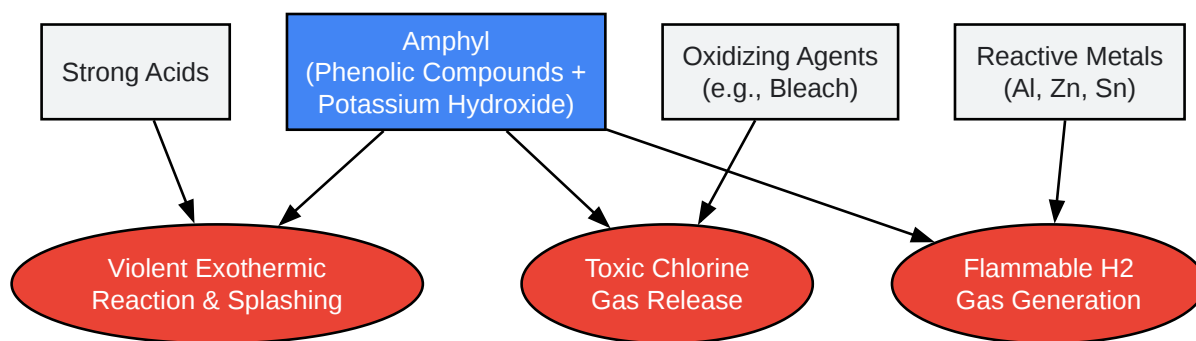 Strong Acids
Amphyl
(Phenolic Compounds +
Potassium Hydroxide)
Oxidizing Agents
(e.g., Bleach)
Reactive Metals
(Al, Zn, Sn)
Violent Exothermic
Reaction & Splashing
Toxic Chlorine
Gas Release
Flammable H2
Gas Generation